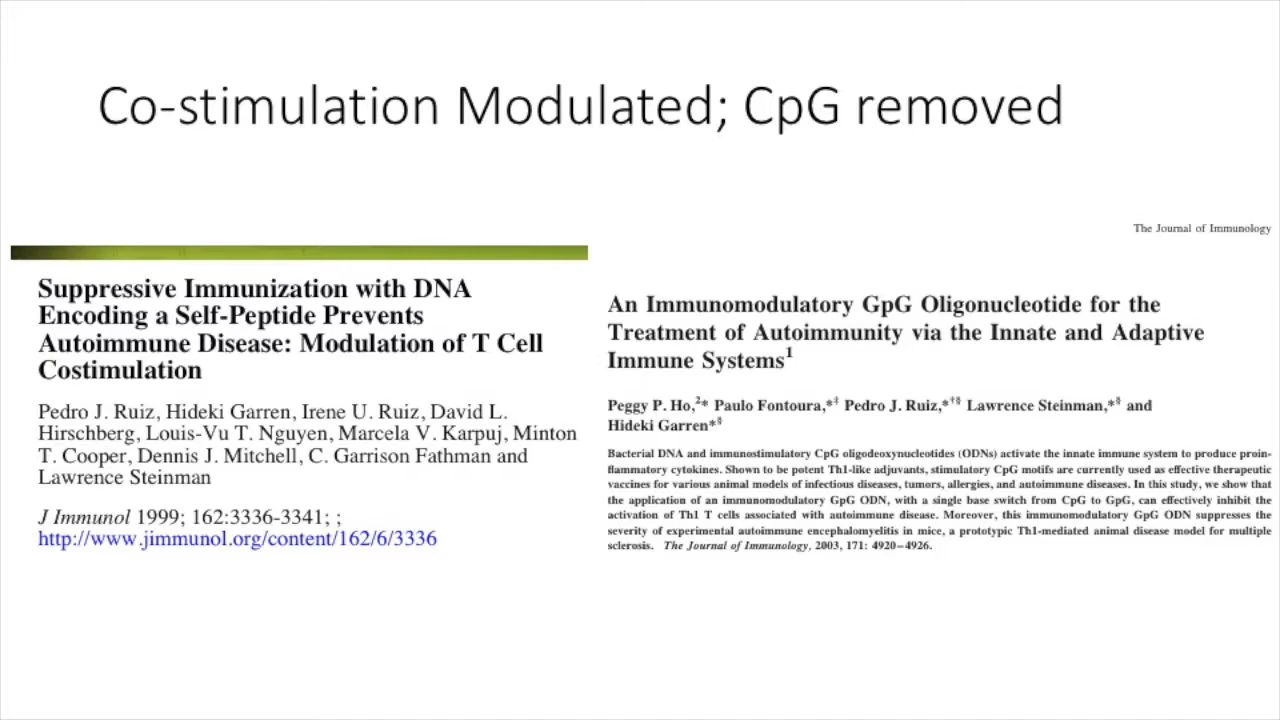 Co-stimulation Modulated; CpG removed
Suppressive Immunization with DNA
Encoding a Self-Peptide Prevents
Autoimmune Disease: Modulation of T Cell
Costimulation
Pedro J. Ruiz, Hideki Garren, Irene U. Ruiz, David L.
Hirschberg, Louis-Vu T. Nguyen, Marcela V. Karpuj, Minton
T. Cooper, Dennis J. Mitchell, C. Garrison Fathman and
Lawrence Steinman
J Immunol 1999; 162:3336-3341; ;
http://www.jimmunol.org/content/162/6/3336
The Journal of Immunology
An Immunomodulatory GpG Oligonucleotide for the
Treatment of Autoimmunity via the Innate and Adaptive
Immune Systems¹
Peggy P. Ho,²* Paulo Fontoura,*‡ Pedro J. Ruiz,*†§ Lawrence Steinman,*§ and
Hideki Garren*§
Bacterial DNA and immunostimulatory CpG oligodeoxynucleotides (ODNs) activate the innate immune system to produce proin-
flammatory cytokines. Shown to be potent Th1-like adjuvants, stimulatory CpG motifs are currently used as effective therapeutic
vaccines for various animal models of infectious diseases, tumors, allergies, and autoimmune diseases. In this study, we show that
the application of an immunomodulatory GpG ODN, with a single base switch from CpG to GpG, can effectively inhibit the
activation of Th1 T cells associated with autoimmune disease. Moreover, this immunomodulatory GpG ODN suppresses the
severity of experimental autoimmune encephalomyelitis in mice, a prototypic Th1-mediated animal disease model for multiple
sclerosis. The Journal of Immunology, 2003, 171: 4920–4926.